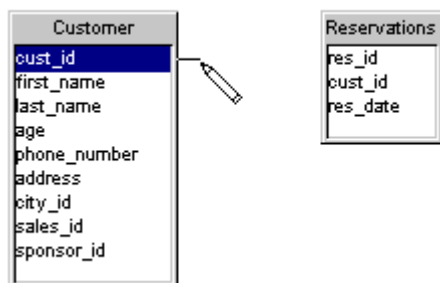 Customer
cust_id
first_name
last_name
age
phone_number
address
city_id
sales_id
sponsor_id
Reservations
res_id
cust_id
res_date